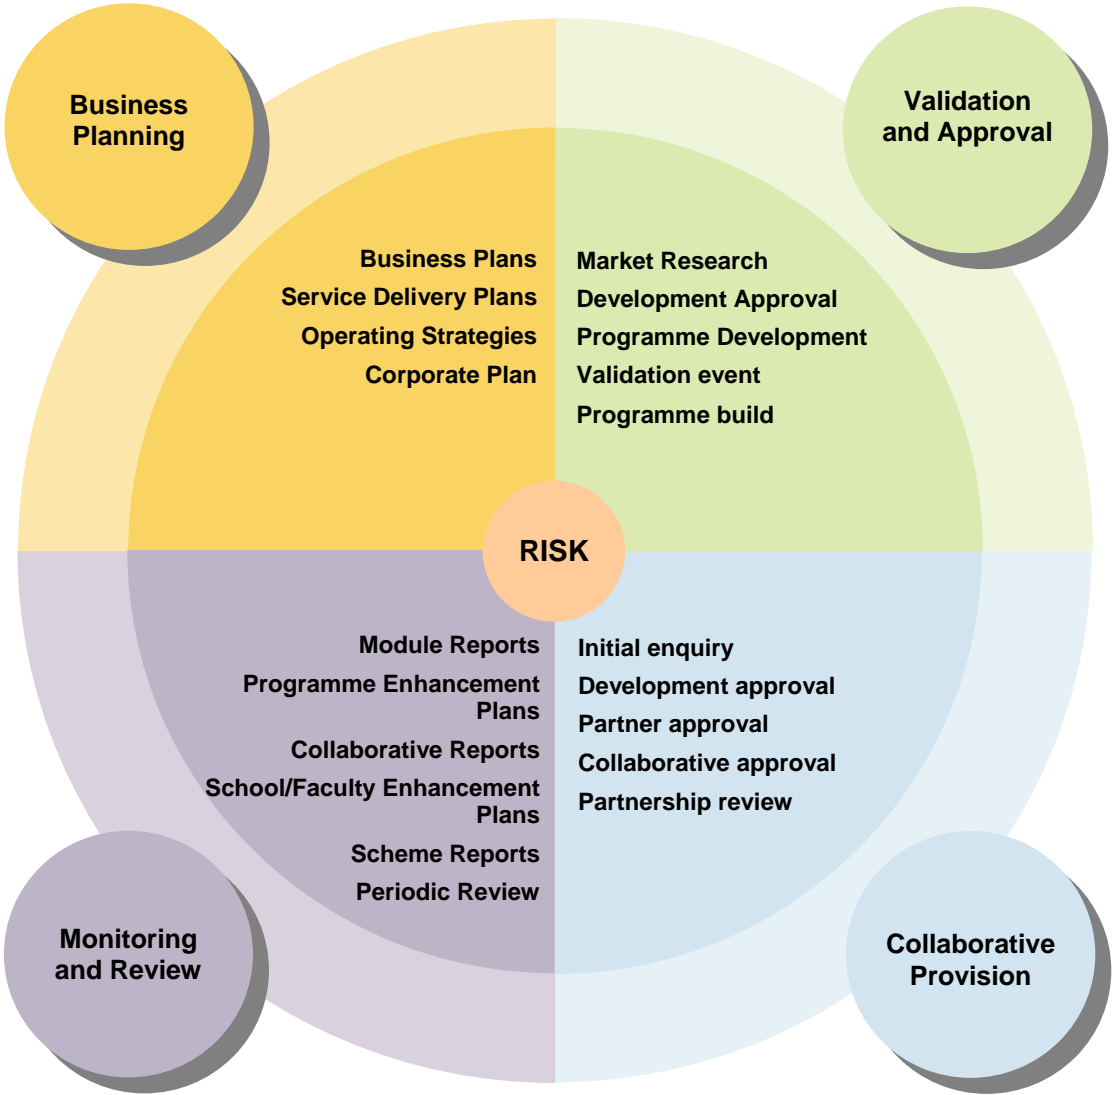 Business
Planning
Validation
and Approval
Business Plans
Service Delivery Plans
Operating Strategies
Corporate Plan
Market Research
Development Approval
Programme Development
Validation event
Programme build
RISK
Module Reports
Programme Enhancement
Plans
Collaborative Reports
School/Faculty Enhancement
Plans
Scheme Reports
Periodic Review
Initial enquiry
Development approval
Partner approval
Collaborative approval
Partnership review
Monitoring
and Review
Collaborative
Provision